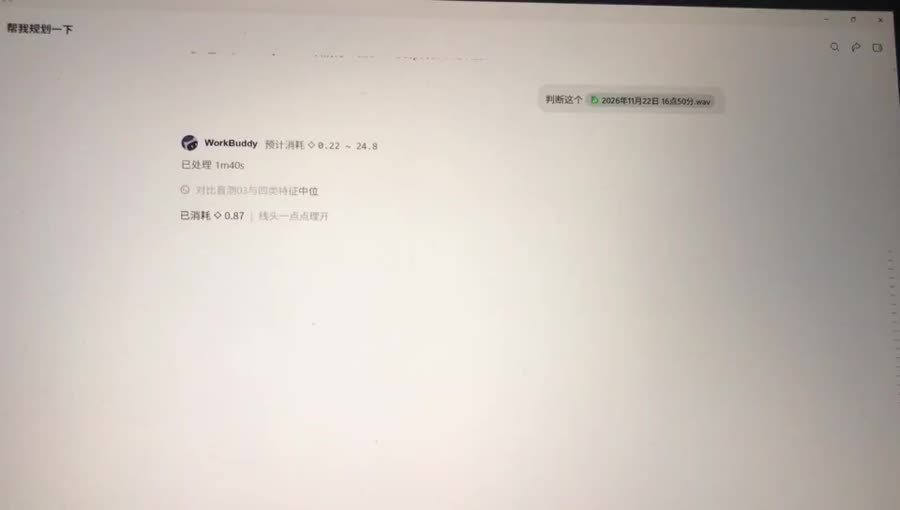 帮我规划一下
判断这个 2026年11月22日 16点50分.wav
WorkBuddy 预计消耗 0.22 ~ 24.8
已处理 1m40s
对比盲测03与四类特征中位
已消耗 0.87 | 线头一点点理开